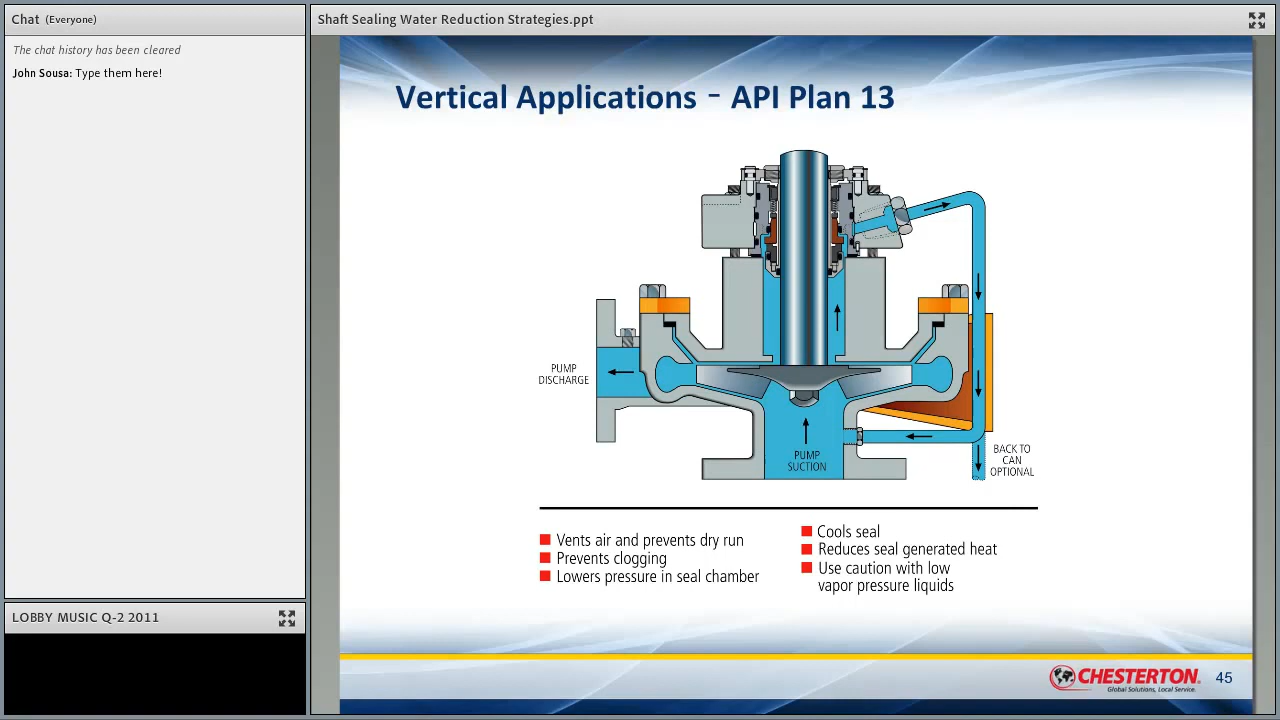 Chat (Everyone)
The chat history has been cleared
John Sousa: Type them here!
LOBBY MUSIC Q-2 2011
Shaft Sealing Water Reduction Strategies.ppt
Vertical Applications - API Plan 13
PUMP
DISCHARGE
PUMP
SUCTION
BACK TO
CAN
OPTIONAL
Vents air and prevents dry run
Prevents clogging
Lowers pressure in seal chamber
Cools seal
Reduces seal generated heat
Use caution with low
vapor pressure liquids
CHESTERTON
Global Solutions, Local Service.
45